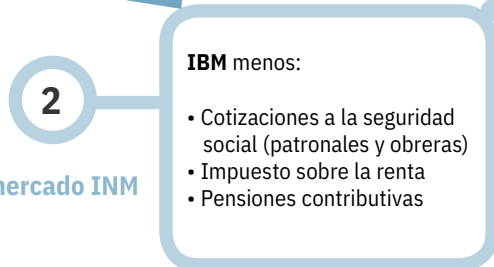 2
mercado INM
IBM menos:
• Cotizaciones a la seguridad
social (patronales y obreras)
• Impuesto sobre la renta
• Pensiones contributivas